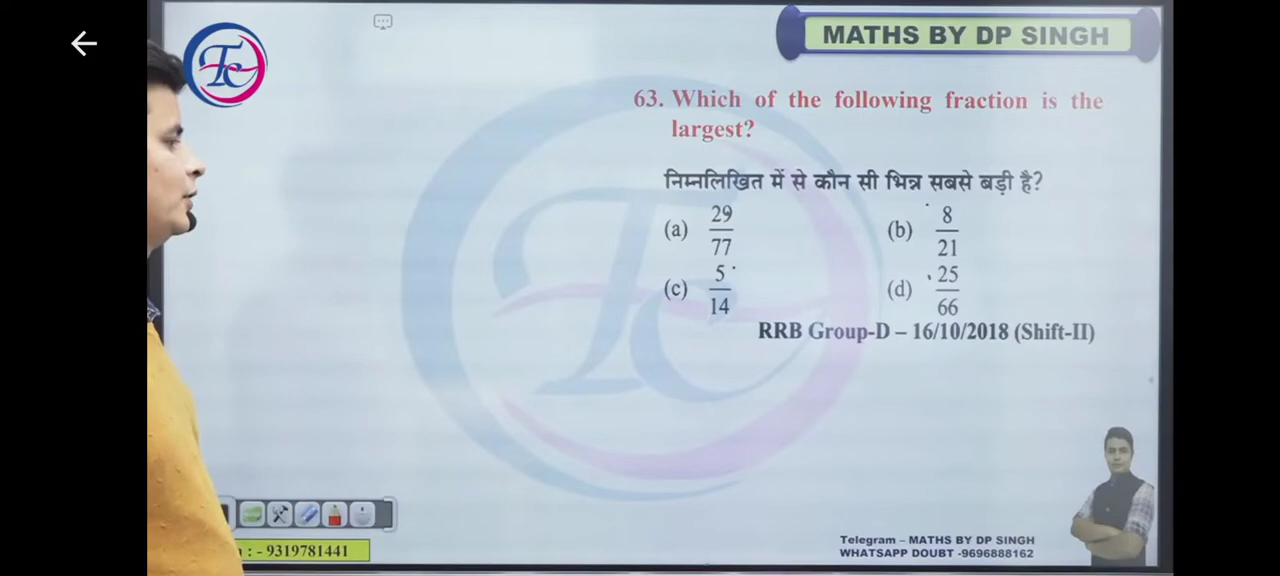 TC
MATHS BY DP SINGH
63. Which of the following fraction is the
largest?
निम्नलिखित में से कौन सी भिन्न सबसे बड़ी है?
(a) 29/77 (b) 8/21
(c) 5/14 (d) 25/66
RRB Group-D – 16/10/2018 (Shift-II)
: - 9319781441
Telegram – MATHS BY DP SINGH
WHATSAPP DOUBT -9696888162